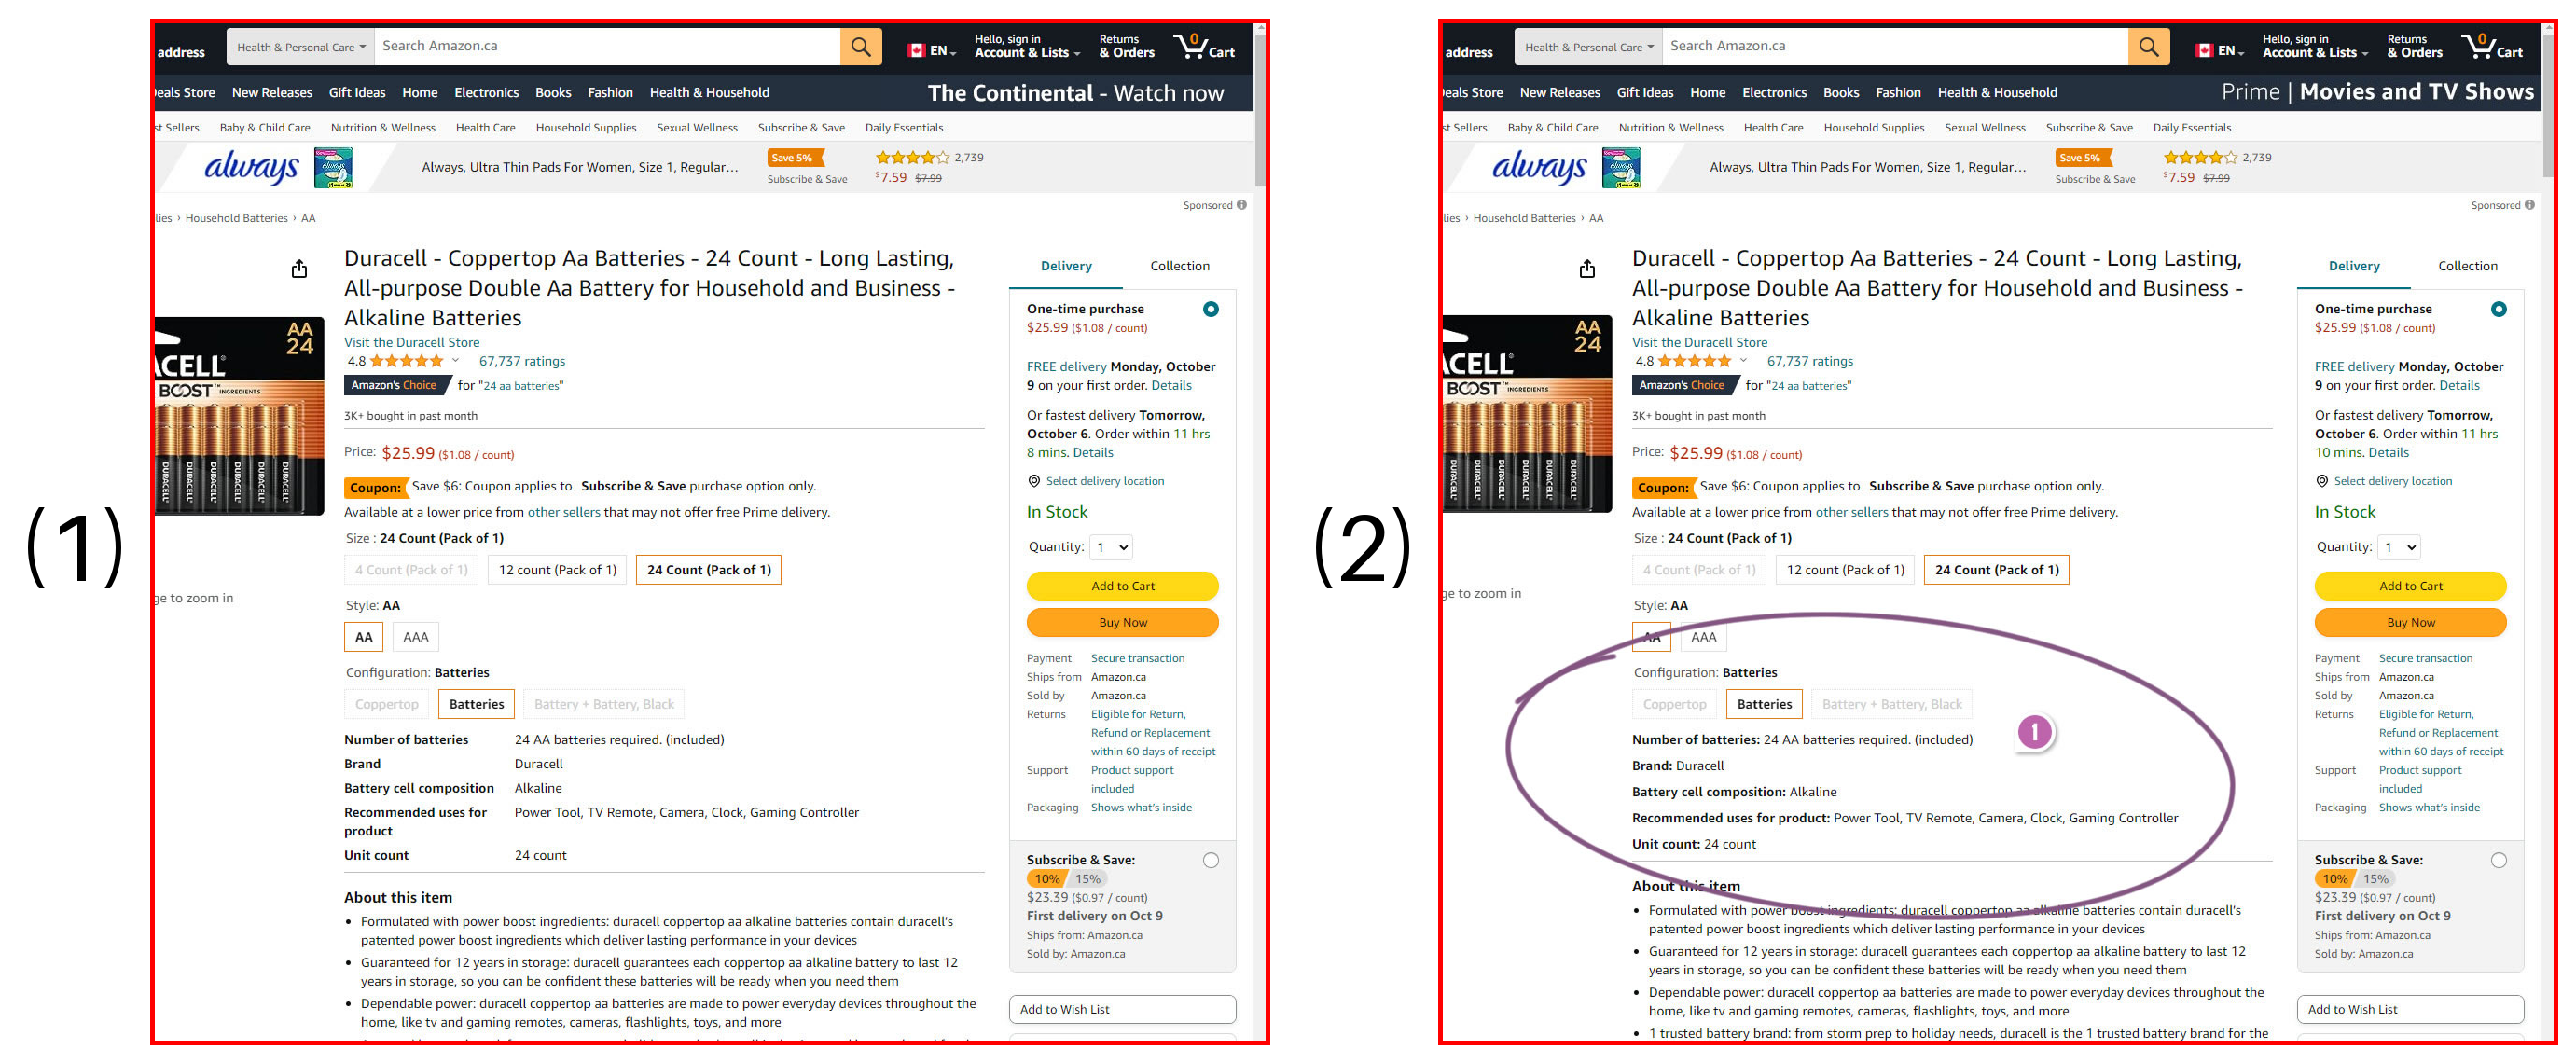 (1)
address
Health & Personal Care
Search Amazon.ca
EN
Hello, sign in
Account & Lists
Returns
& Orders
0
Cart
Deals Store New Releases Gift Ideas Home Electronics Books Fashion Health & Household
The Continental - Watch now
st Sellers Baby & Child Care Nutrition & Wellness Health Care Household Supplies Sexual Wellness Subscribe & Save Daily Essentials
always
Always, Ultra Thin Pads For Women, Size 1, Regular...
Save 5%
Subscribe & Save
2,739
$7.59 $7.99
Sponsored
lies › Household Batteries › AA
Duracell - Coppertop Aa Batteries - 24 Count - Long Lasting,
All-purpose Double Aa Battery for Household and Business -
Alkaline Batteries
Visit the Duracell Store
4.8 67,737 ratings
Amazon's Choice for "24 aa batteries"
3K+ bought in past month
AA
24
ACELL®
BOOST™ INGREDIENTS
DURACELL DURACELL DURACELL DURACELL DURACELL DURACELL
ge to zoom in
Price: $25.99 ($1.08 / count)
Coupon: Save $6: Coupon applies to Subscribe & Save purchase option only.
Available at a lower price from other sellers that may not offer free Prime delivery.
Size : 24 Count (Pack of 1)
4 Count (Pack of 1) 12 count (Pack of 1) 24 Count (Pack of 1)
Style: AA
AA AAA
Configuration: Batteries
Coppertop Batteries Battery + Battery, Black
Number of batteries 24 AA batteries required. (included)
Brand Duracell
Battery cell composition Alkaline
Recommended uses for Power Tool, TV Remote, Camera, Clock, Gaming Controller
product
Unit count 24 count
About this item
• Formulated with power boost ingredients: duracell coppertop aa alkaline batteries contain duracell's
patented power boost ingredients which deliver lasting performance in your devices
• Guaranteed for 12 years in storage: duracell guarantees each coppertop aa alkaline battery to last 12
years in storage, so you can be confident these batteries will be ready when you need them
• Dependable power: duracell coppertop aa batteries are made to power everyday devices throughout the
home, like tv and gaming remotes, cameras, flashlights, toys, and more
Delivery Collection
One-time purchase
$25.99 ($1.08 / count)
FREE delivery Monday, October
9 on your first order. Details
Or fastest delivery Tomorrow,
October 6. Order within 11 hrs
8 mins. Details
Select delivery location
In Stock
Quantity: 1
Add to Cart
Buy Now
Payment Secure transaction
Ships from Amazon.ca
Sold by Amazon.ca
Returns Eligible for Return,
Refund or Replacement
within 60 days of receipt
Support Product support
included
Packaging Shows what's inside
Subscribe & Save:
10% 15%
$23.39 ($0.97 / count)
First delivery on Oct 9
Ships from: Amazon.ca
Sold by: Amazon.ca
Add to Wish List
(2)
address
Health & Personal Care
Search Amazon.ca
EN
Hello, sign in
Account & Lists
Returns
& Orders
0
Cart
Deals Store New Releases Gift Ideas Home Electronics Books Fashion Health & Household
Prime | Movies and TV Shows
st Sellers Baby & Child Care Nutrition & Wellness Health Care Household Supplies Sexual Wellness Subscribe & Save Daily Essentials
always
Always, Ultra Thin Pads For Women, Size 1, Regular...
Save 5%
Subscribe & Save
2,739
$7.59 $7.99
Sponsored
lies › Household Batteries › AA
Duracell - Coppertop Aa Batteries - 24 Count - Long Lasting,
All-purpose Double Aa Battery for Household and Business -
Alkaline Batteries
Visit the Duracell Store
4.8 67,737 ratings
Amazon's Choice for "24 aa batteries"
3K+ bought in past month
AA
24
ACELL®
BOOST™ INGREDIENTS
DURACELL DURACELL DURACELL DURACELL DURACELL DURACELL
ge to zoom in
Price: $25.99 ($1.08 / count)
Coupon: Save $6: Coupon applies to Subscribe & Save purchase option only.
Available at a lower price from other sellers that may not offer free Prime delivery.
Size : 24 Count (Pack of 1)
4 Count (Pack of 1) 12 count (Pack of 1) 24 Count (Pack of 1)
Style: AA
AA AAA
Configuration: Batteries
Coppertop Batteries Battery + Battery, Black
1
Number of batteries: 24 AA batteries required. (included)
Brand: Duracell
Battery cell composition: Alkaline
Recommended uses for product: Power Tool, TV Remote, Camera, Clock, Gaming Controller
Unit count: 24 count
About this item
• Formulated with power boost ingredients: duracell coppertop aa alkaline batteries contain duracell's
patented power boost ingredients which deliver lasting performance in your devices
• Guaranteed for 12 years in storage: duracell guarantees each coppertop aa alkaline battery to last 12
years in storage, so you can be confident these batteries will be ready when you need them
• Dependable power: duracell coppertop aa batteries are made to power everyday devices throughout the
home, like tv and gaming remotes, cameras, flashlights, toys, and more
• 1 trusted battery brand: from storm prep to holiday needs, duracell is the 1 trusted battery brand for the
Delivery Collection
One-time purchase
$25.99 ($1.08 / count)
FREE delivery Monday, October
9 on your first order. Details
Or fastest delivery Tomorrow,
October 6. Order within 11 hrs
10 mins. Details
Select delivery location
In Stock
Quantity: 1
Add to Cart
Buy Now
Payment Secure transaction
Ships from Amazon.ca
Sold by Amazon.ca
Returns Eligible for Return,
Refund or Replacement
within 60 days of receipt
Support Product support
included
Packaging Shows what's inside
Subscribe & Save:
10% 15%
$23.39 ($0.97 / count)
First delivery on Oct 9
Ships from: Amazon.ca
Sold by: Amazon.ca
Add to Wish List